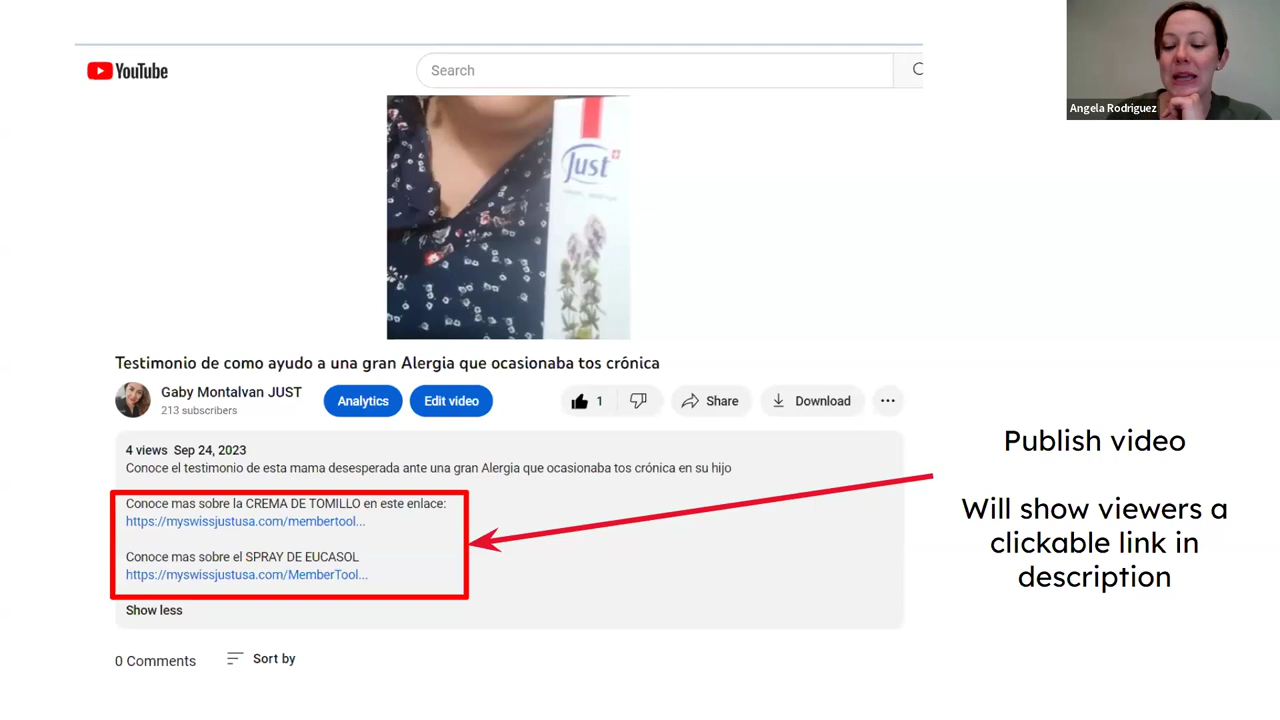 YouTube
Search
Angela Rodriguez
Just
Testimonio de como ayudo a una gran Alergia que ocasionaba tos crónica
Gaby Montalvan JUST
213 subscribers
Analytics
Edit video
1
Share
Download
4 views Sep 24, 2023
Conoce el testimonio de esta mama desesperada ante una gran Alergia que ocasionaba tos crónica en su hijo
Conoce mas sobre la CREMA DE TOMILLO en este enlace:
https://myswissjustusa.com/membertool...
Conoce mas sobre el SPRAY DE EUCASOL
https://myswissjustusa.com/MemberTool...
Show less
0 Comments
Sort by
Publish video
Will show viewers a
clickable link in
description